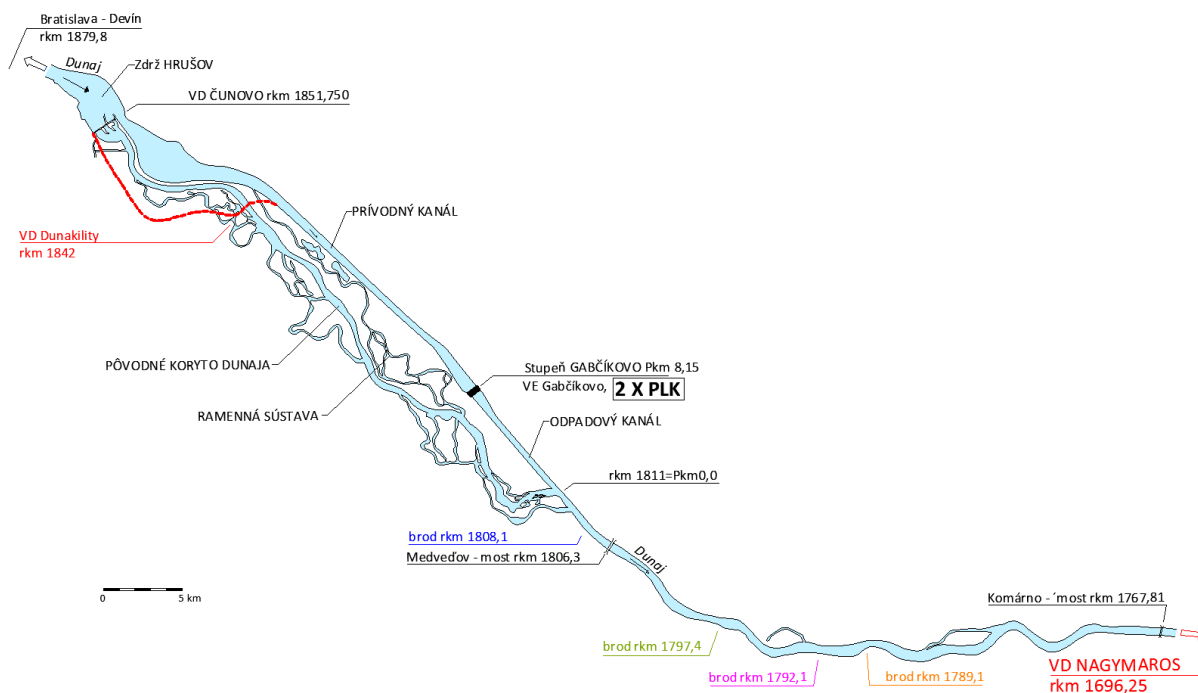 Bratislava - Devín
rkm 1879,8
Dunaj
Zdrž HRUŠOV
VD ČUNOVO rkm 1851,750
PRÍVODNÝ KANÁL
VD Dunakility
rkm 1842
PÔVODNÉ KORYTO DUNAJA
Stupeň GABČÍKOVO Pkm 8,15
VE Gabčíkovo, 2 X PLK
RAMENNÁ SÚSTAVA
ODPADOVÝ KANÁL
rkm 1811=Pkm0,0
brod rkm 1808,1
Medveďov - most rkm 1806,3
Dunaj
0 5 km
Komárno - ´most rkm 1767,81
brod rkm 1797,4
brod rkm 1792,1
brod rkm 1789,1
VD NAGYMAROS
rkm 1696,25